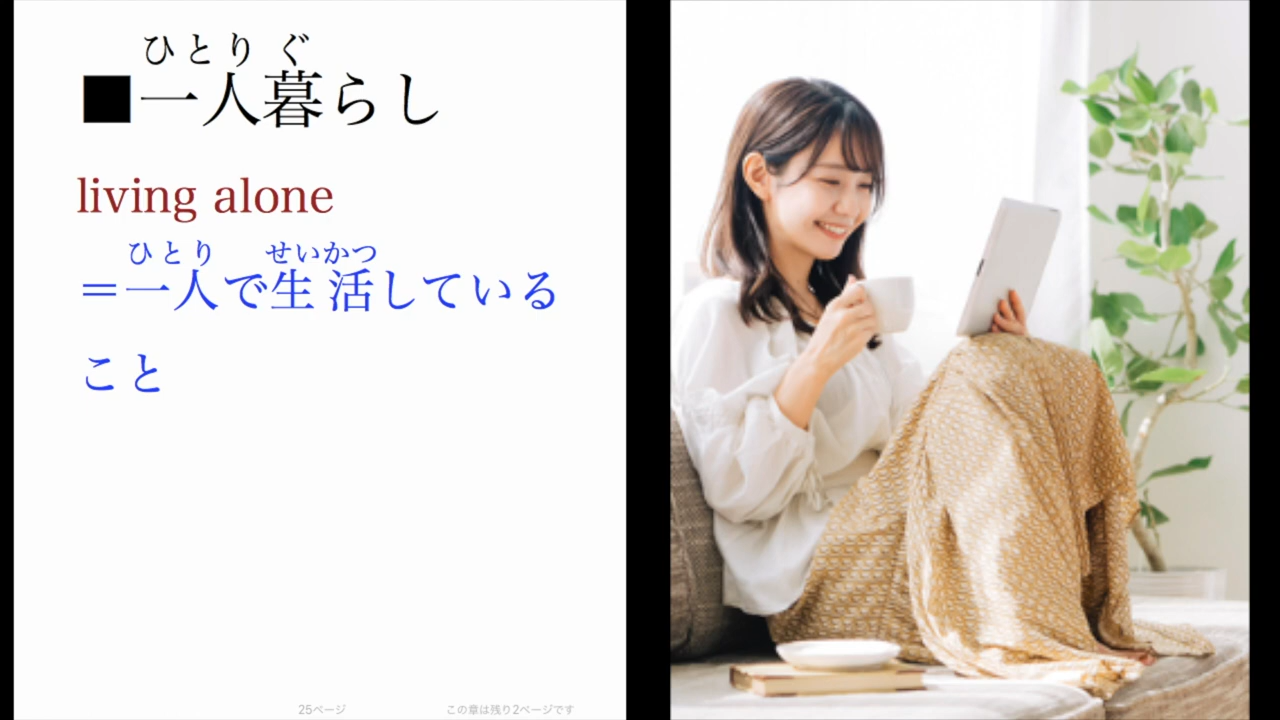 ひとりぐ
■一人暮らし
living alone
ひとり せいかつ
＝一人で生活している
こと
25ページ この章は残り2ページです